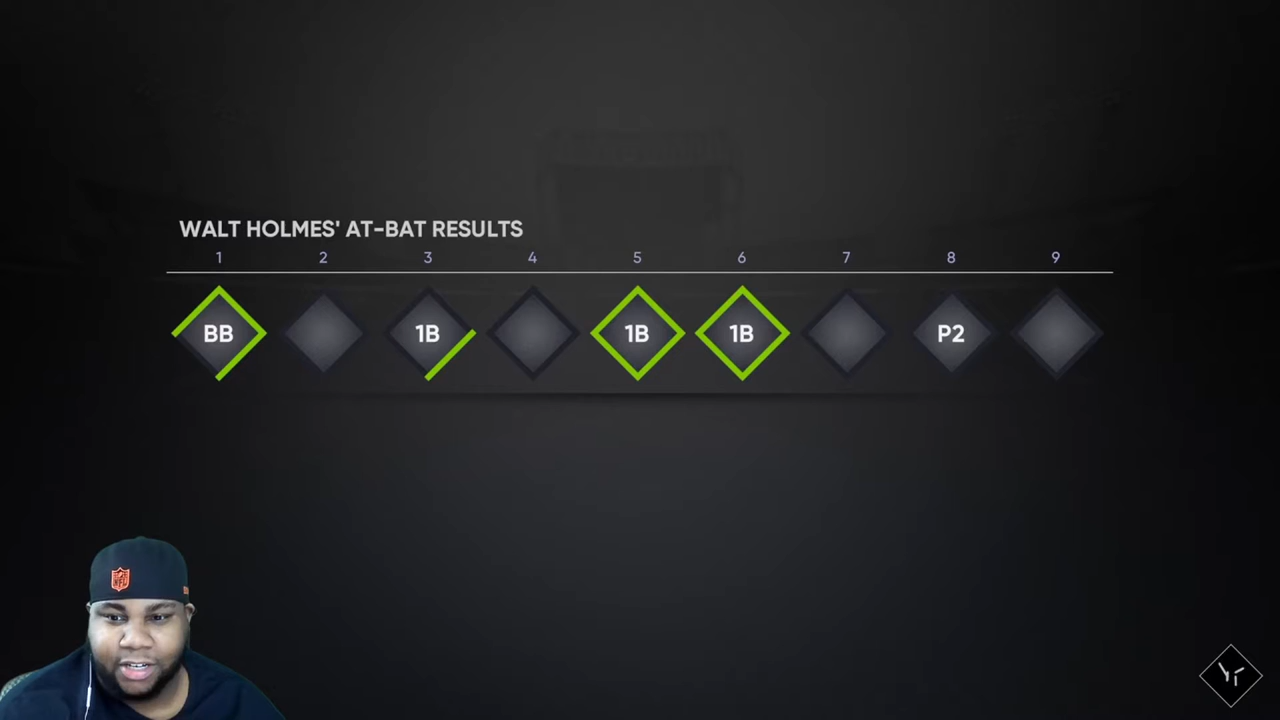 WALT HOLMES' AT-BAT RESULTS
1 2 3 4 5 6 7 8 9
BB 1B 1B 1B P2
NFL